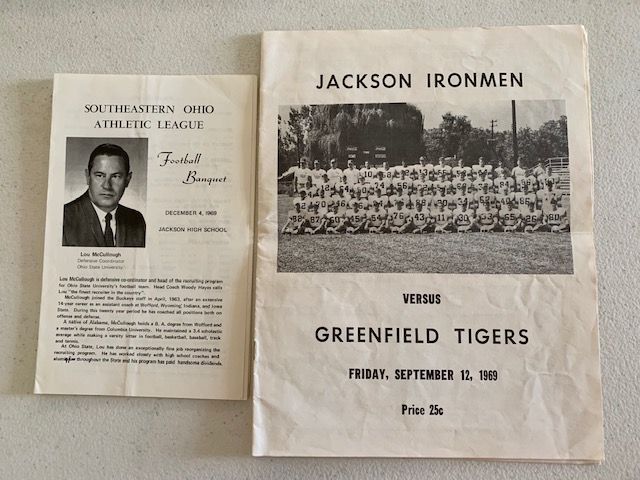 SOUTHEASTERN OHIO
ATHLETIC LEAGUE
Football
Banquet
DECEMBER 4, 1969
JACKSON HIGH SCHOOL
Lou McCullough
Defensive Coordinator
Ohio State University
Lou McCullough is defensive co-ordinator and head of the recruiting program
for Ohio State University's football team. Head Coach Woody Hayes calls
Lou "the finest recruiter in the country".
McCullough joined the Buckeye staff in April, 1963, after an extensive
14-year career as an assistant coach at Wofford, Wyoming, Indiana, and Iowa
State. During this twenty year period he has coached all positions both on
offense and defense.
A native of Alabama, McCullough holds a B. A. degree from Wofford and
a master's degree from Columbia University. He maintained a 3.4 scholastic
average while making a varsity letter in football, basketball, baseball, track
and tennis.
At Ohio State, Lou has done an exceptionally fine job reorganizing the
recruiting program. He has worked closely with high school coaches and
throughout the State and his program has paid handsome dividends.
JACKSON IRONMEN
VERSUS
GREENFIELD TIGERS
FRIDAY, SEPTEMBER 12, 1969
Price 25c